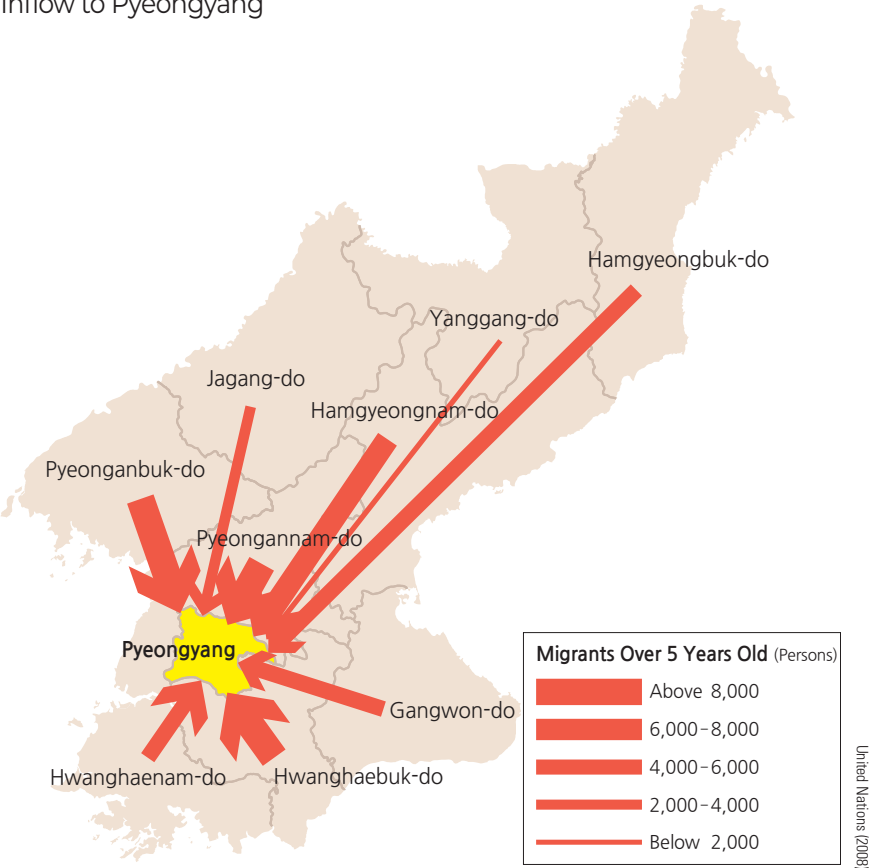 Inflow to Pyeongyang
Hamgyeongbuk-do
Yanggang-do
Jagang-do
Hamgyeongnam-do
Pyeonganbuk-do
Pyeongannam-do
Pyeongyang
Gangwon-do
Hwanghaenam-do
Hwanghaebuk-do
Migrants Over 5 Years Old (Persons)
Above 8,000
6,000–8,000
4,000–6,000
2,000–4,000
Below 2,000
United Nations (2008